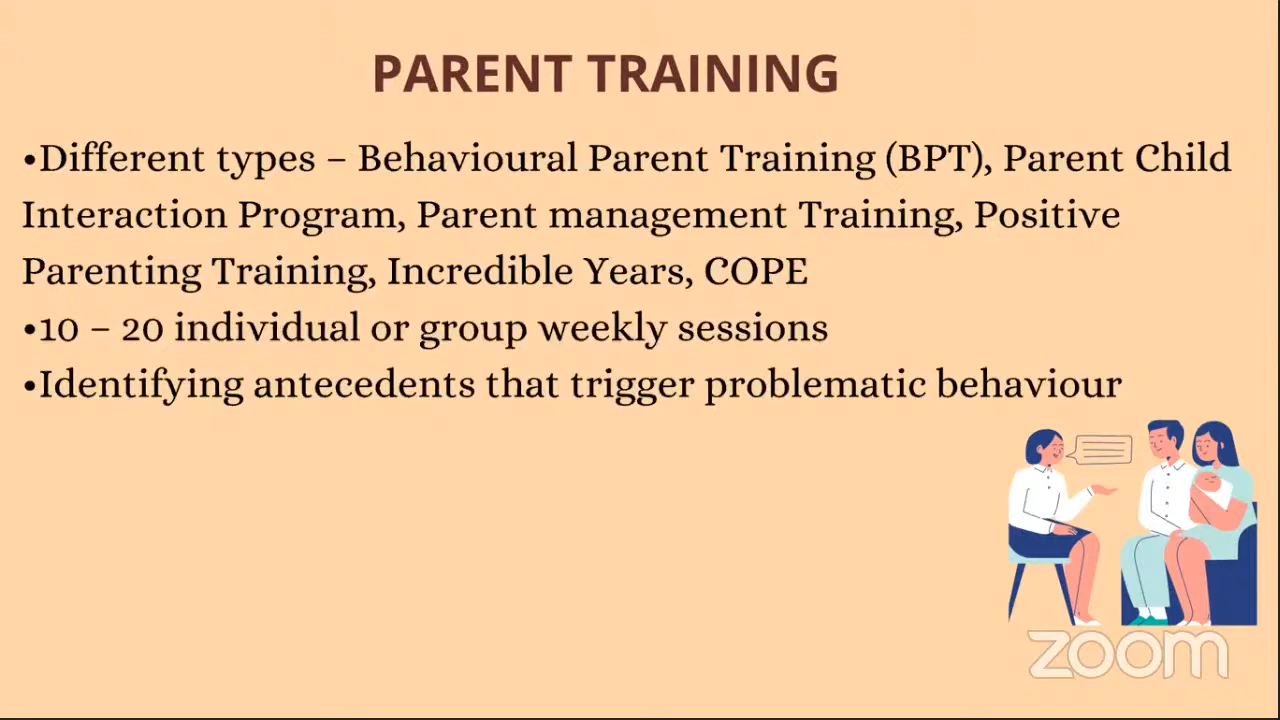 PARENT TRAINING
•Different types – Behavioural Parent Training (BPT), Parent Child
Interaction Program, Parent management Training, Positive
Parenting Training, Incredible Years, COPE
•10 – 20 individual or group weekly sessions
•Identifying antecedents that trigger problematic behaviour
zoom